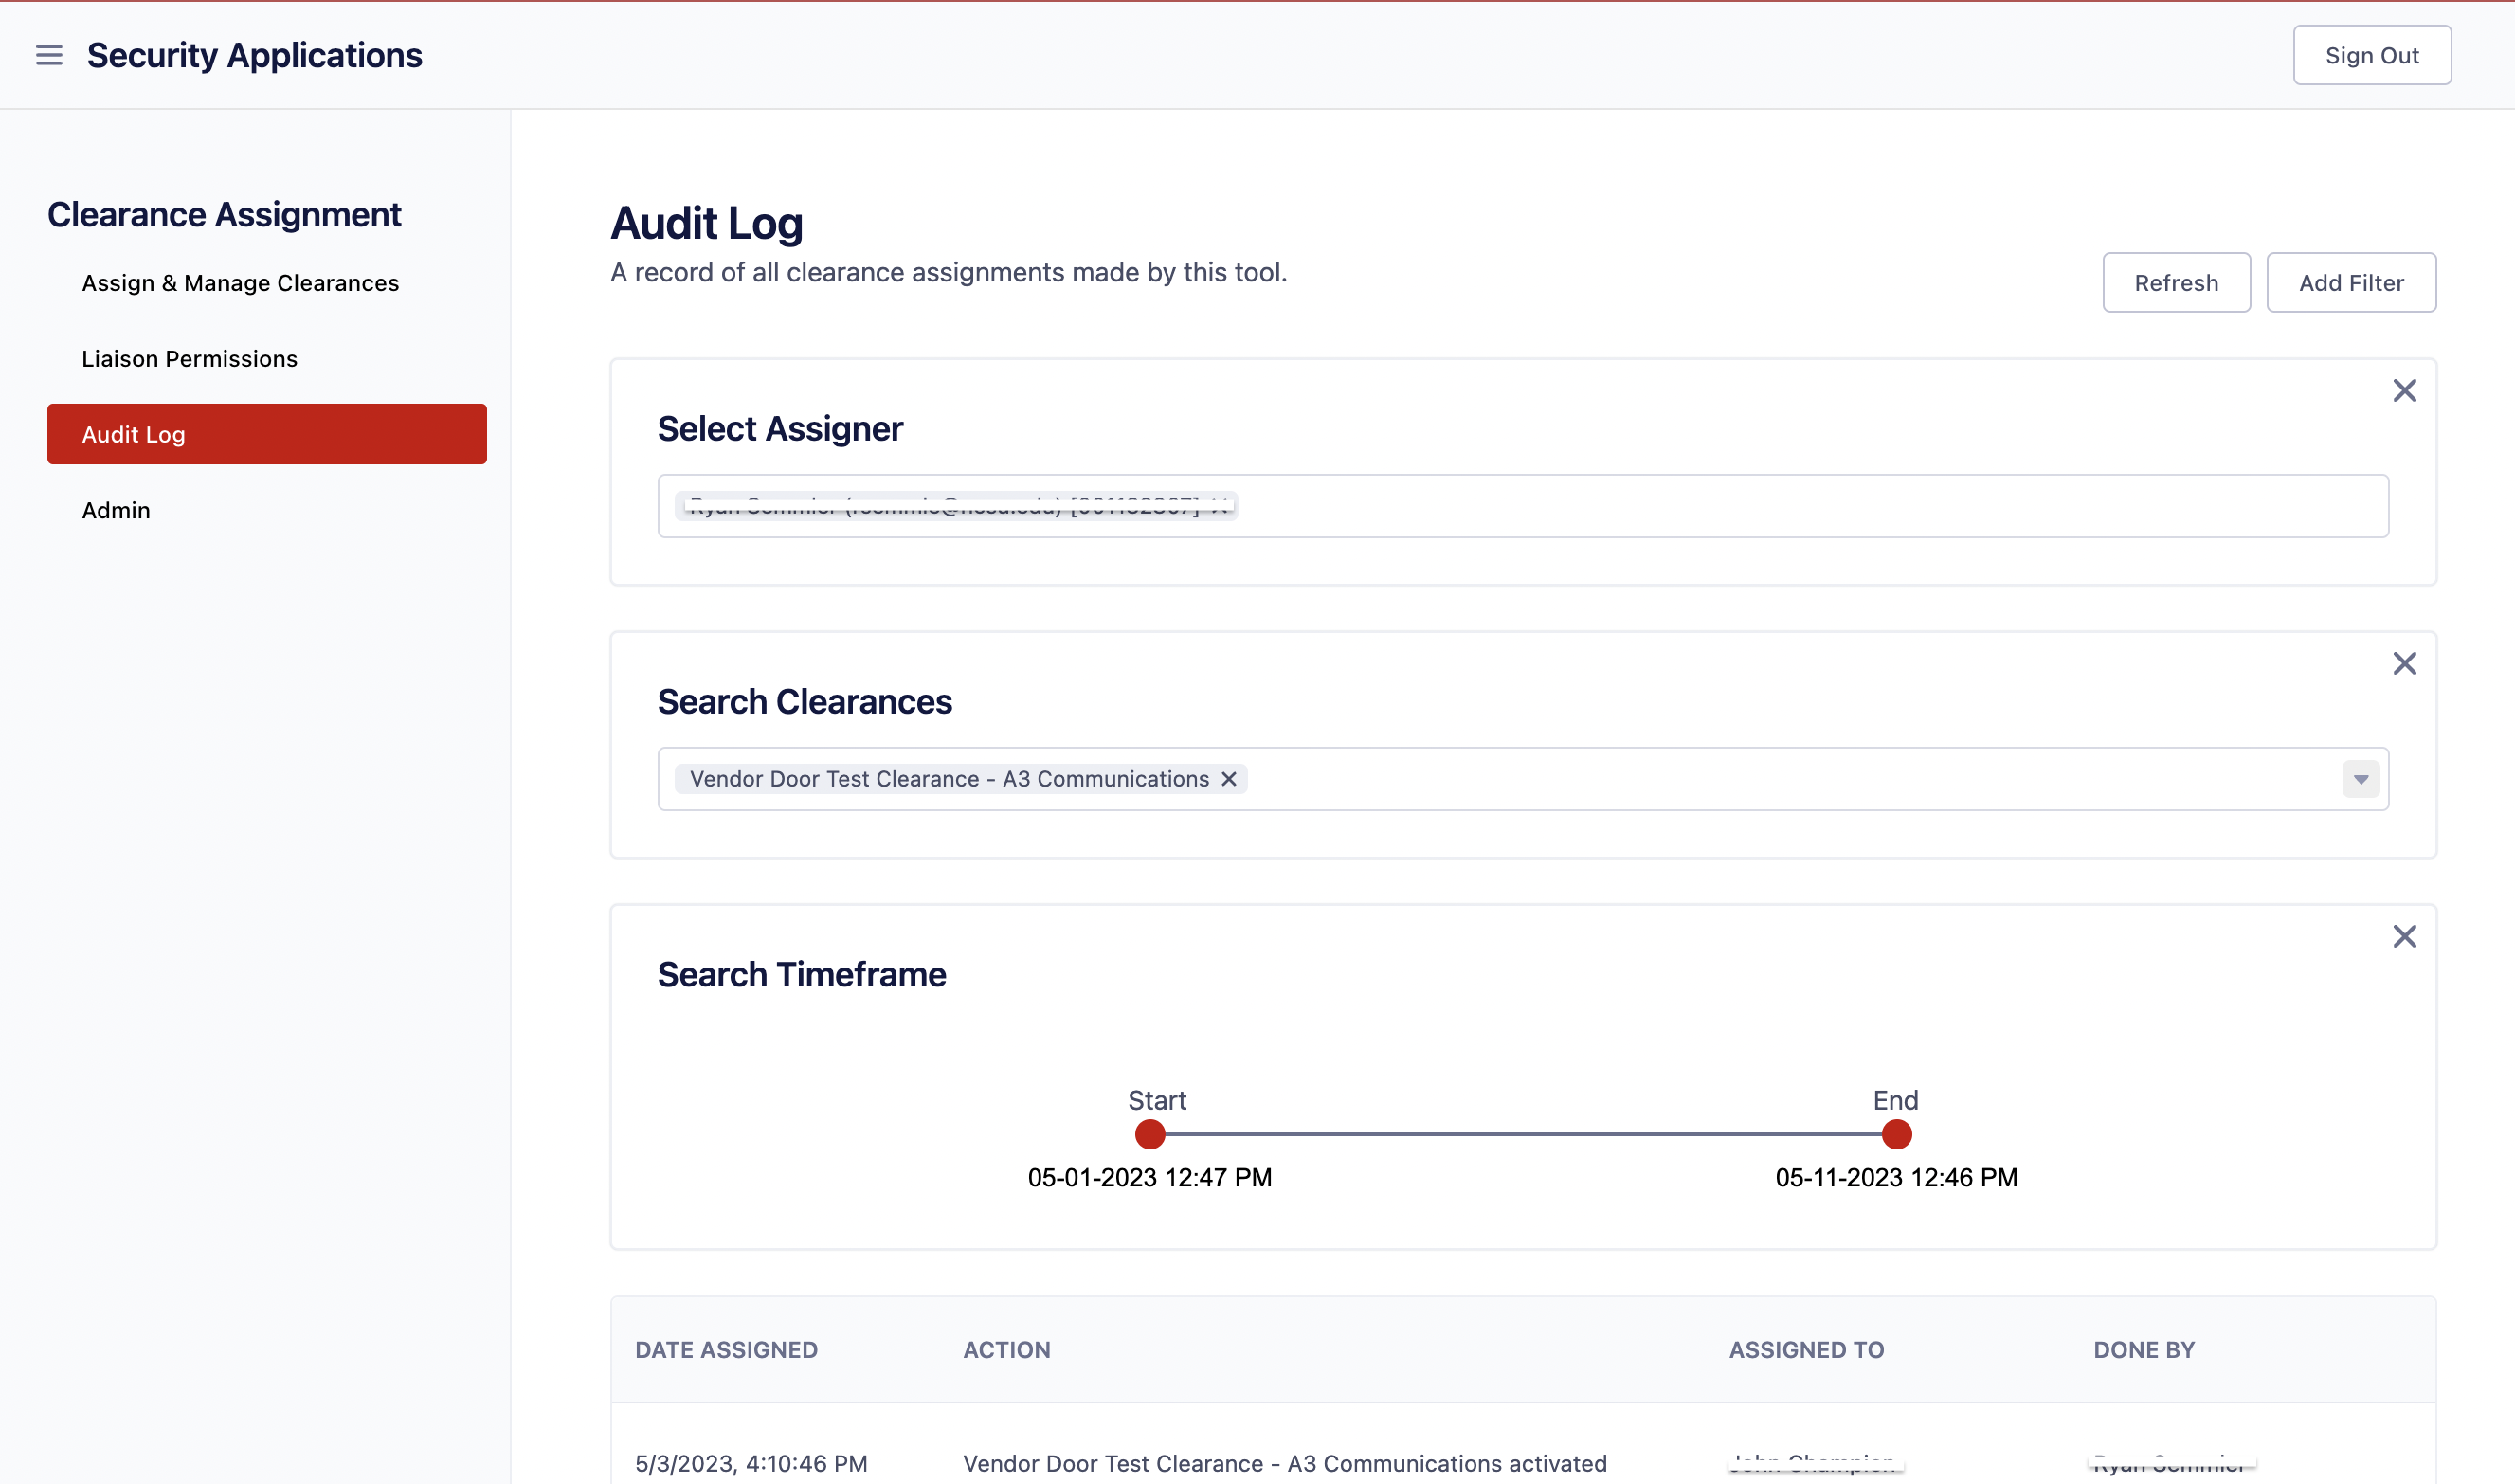 Security Applications
Sign Out
Clearance Assignment
Assign & Manage Clearances
Liaison Permissions
Audit Log
Admin
Audit Log
A record of all clearance assignments made by this tool.
Refresh
Add Filter
Select Assigner
Search Clearances
Vendor Door Test Clearance - A3 Communications
Search Timeframe
Start
End
05-01-2023 12:47 PM
05-11-2023 12:46 PM
DATE ASSIGNED ACTION ASSIGNED TO DONE BY
5/3/2023, 4:10:46 PM Vendor Door Test Clearance - A3 Communications activated